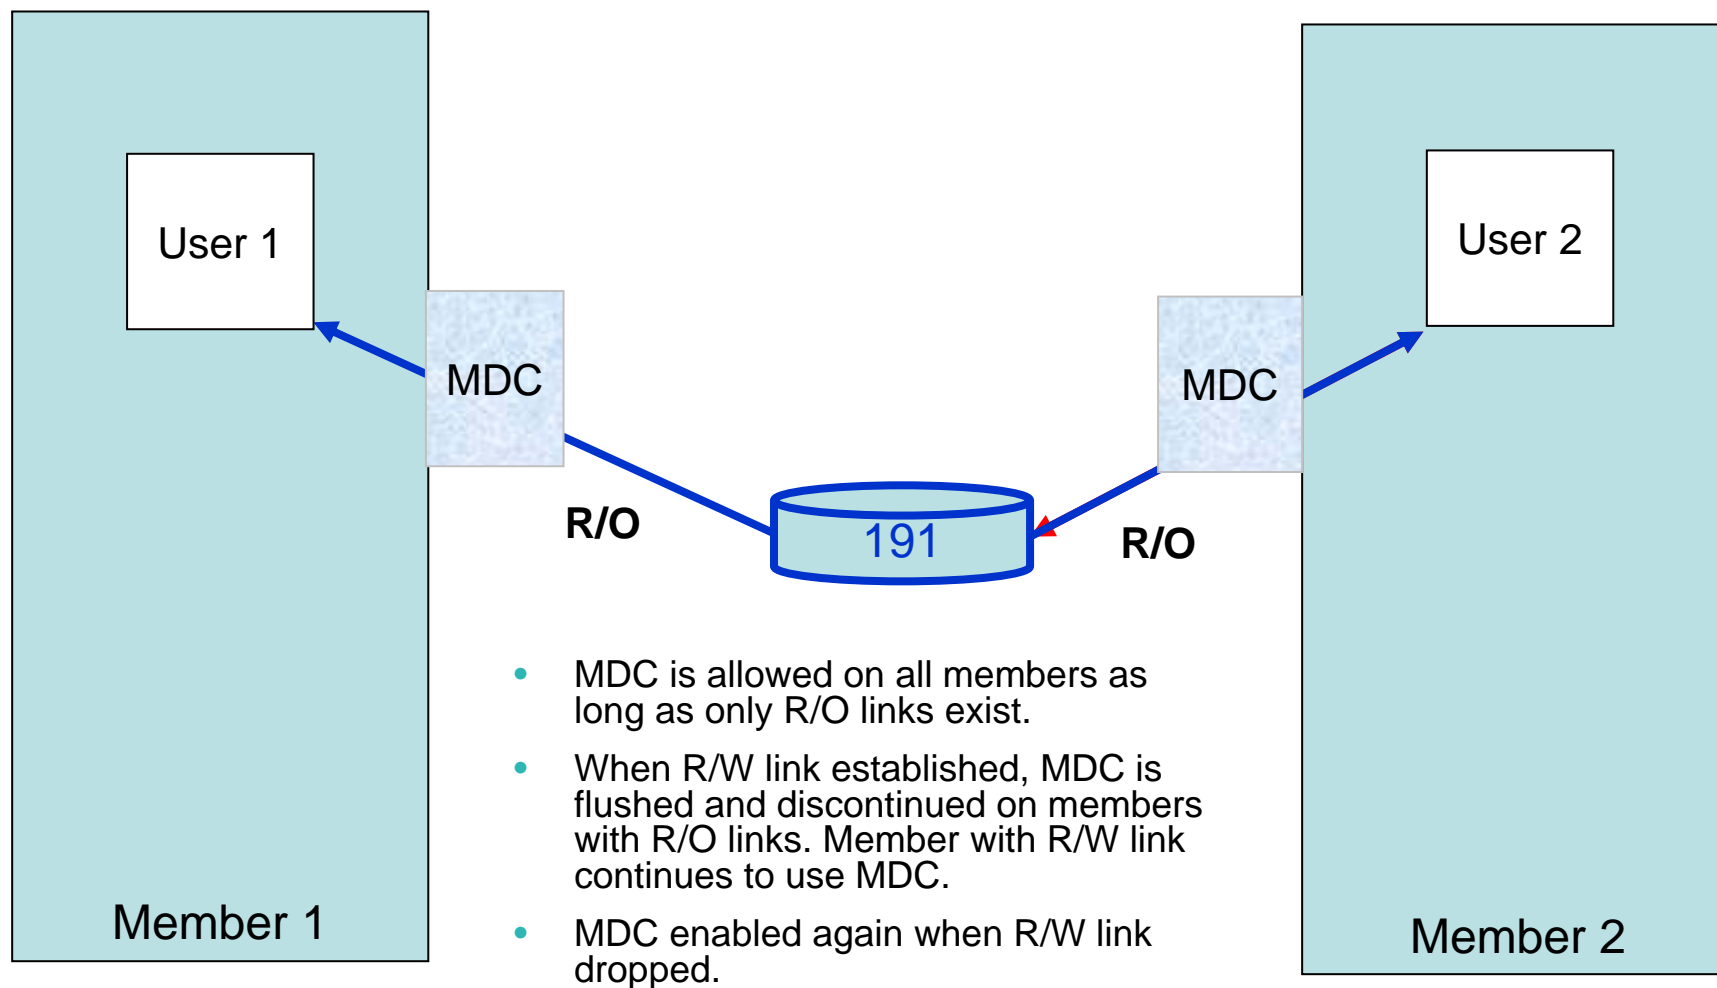 User 1
User 2
MDC
MDC
R/O
191
R/O
• MDC is allowed on all members as
long as only R/O links exist.
• When R/W link established, MDC is
flushed and discontinued on members
with R/O links. Member with R/W link
continues to use MDC.
• MDC enabled again when R/W link
dropped.
Member 1
Member 2